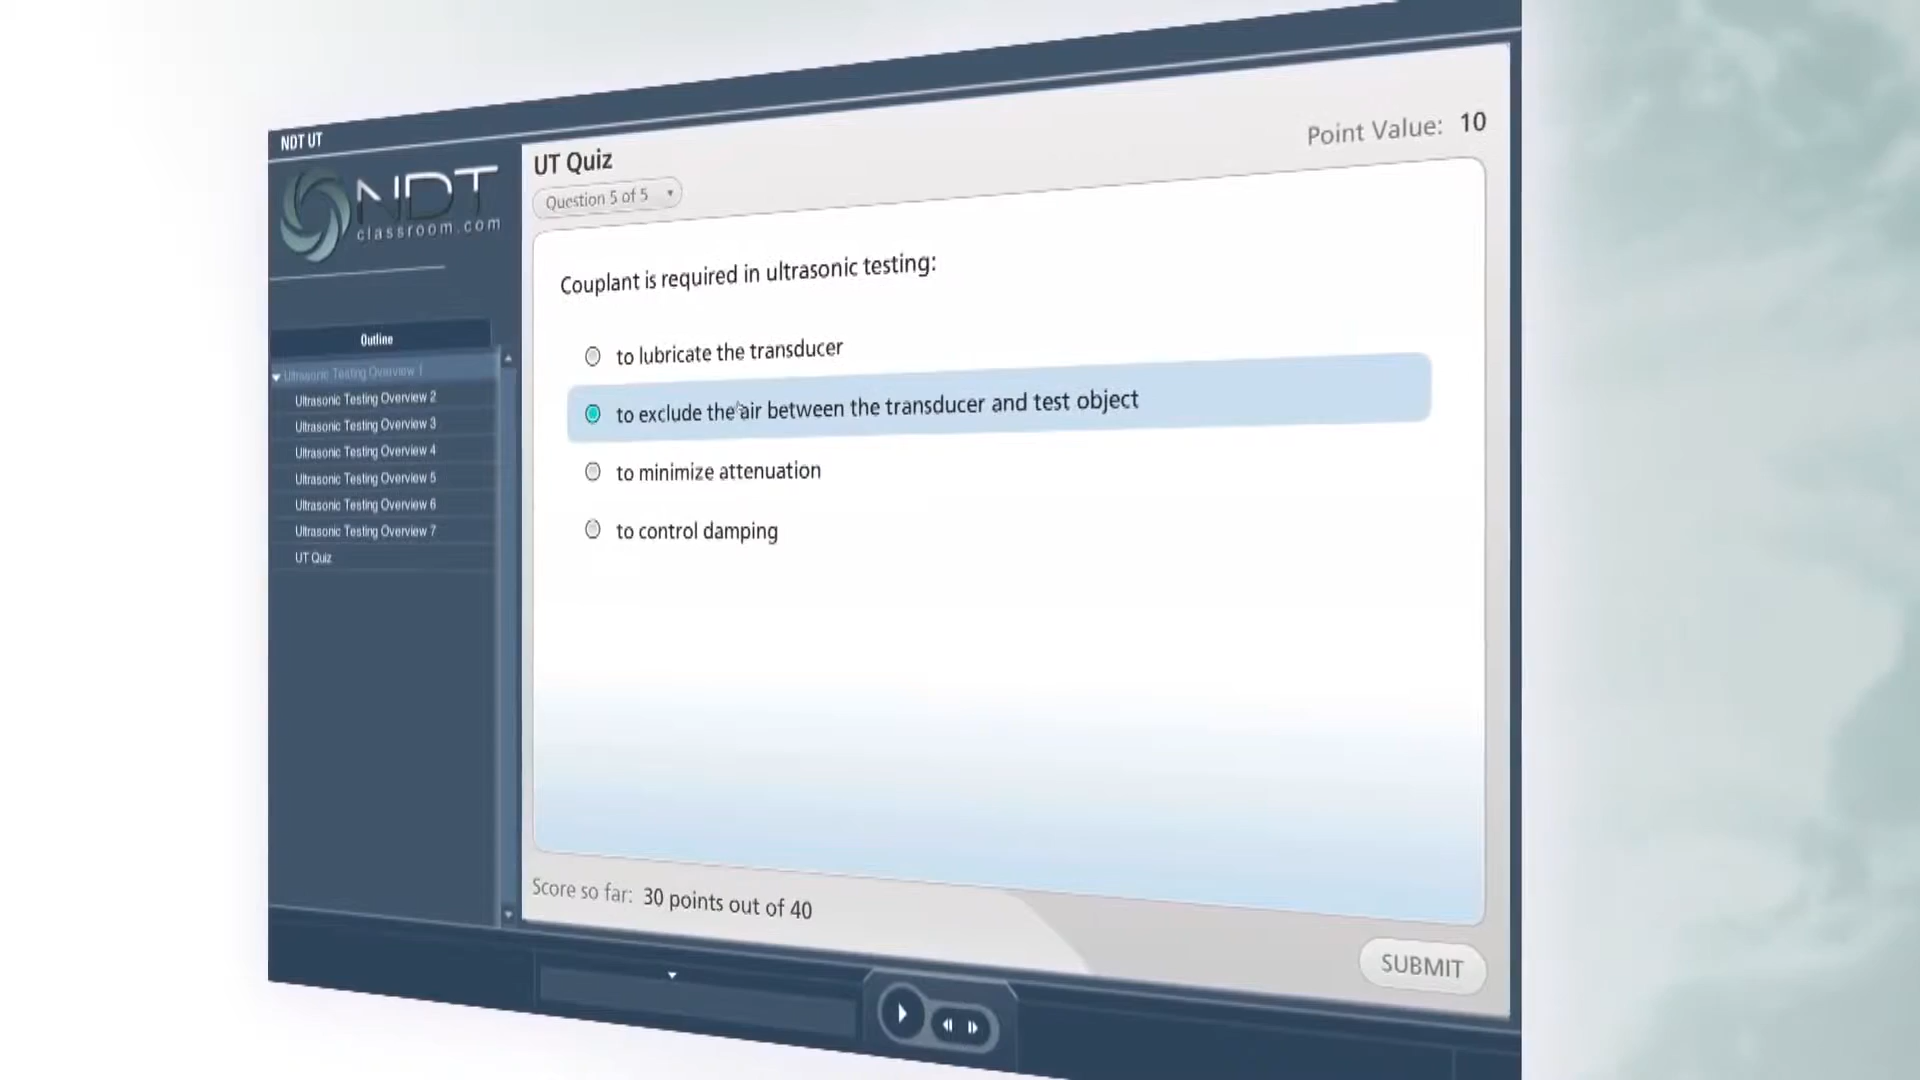 NDT UT
NDT
classroom.com
Outline
Ultrasonic Testing Overview 1
Ultrasonic Testing Overview 2
Ultrasonic Testing Overview 3
Ultrasonic Testing Overview 4
Ultrasonic Testing Overview 5
Ultrasonic Testing Overview 6
Ultrasonic Testing Overview 7
UT Quiz
UT Quiz
Point Value: 10
Question 5 of 5
Couplant is required in ultrasonic testing:
to lubricate the transducer
to exclude the air between the transducer and test object
to minimize attenuation
to control damping
Score so far: 30 points out of 40
SUBMIT